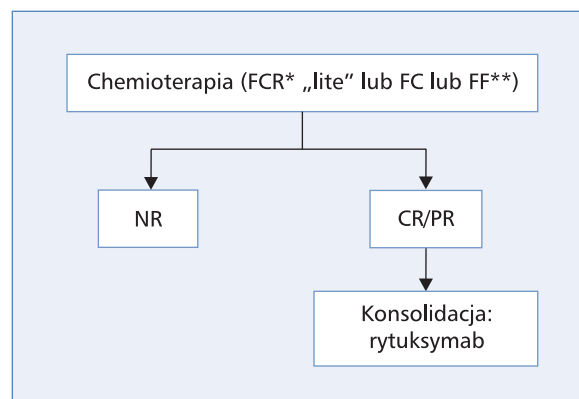 Chemioterapia (FCR* „lite” lub FC lub FF**)
NR
CR/PR
Konsolidacja:
rytuksymab